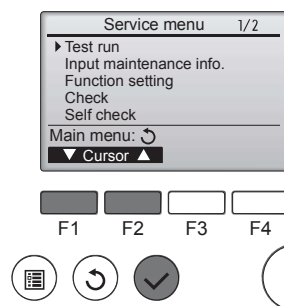 Service menu 1/2
Test run
Input maintenance info.
Function setting
Check
Self check
Main menu:
Cursor
F1 F2 F3 F4